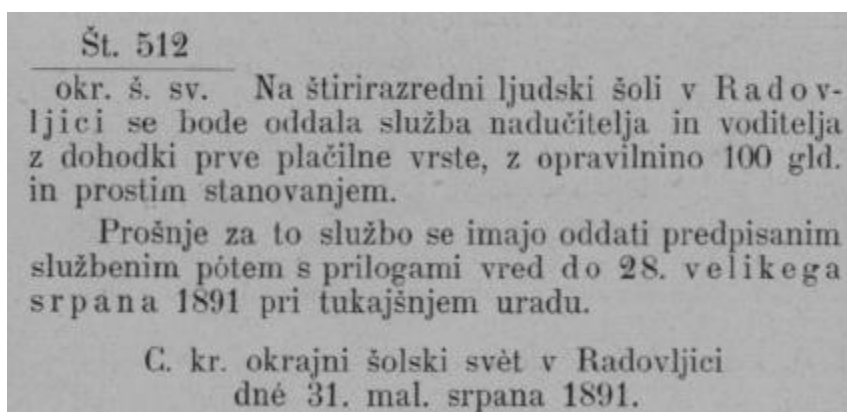 Št. 512
okr. š. sv. Na štirirazredni ljudski šoli v Radov-
ljici se bode oddala služba nadučitelja in voditelja
z dohodki prve plačilne vrste, z opravilnino 100 gld.
in prostim stanovanjem.
Prošnje za to službo se imajo oddati predpisanim
službenim pótem s prilogami vred do 28. velikega
srpana 1891 pri tukajšnjem uradu.
C. kr. okrajni šolski svèt v Radovljici
dné 31. mal. srpana 1891.